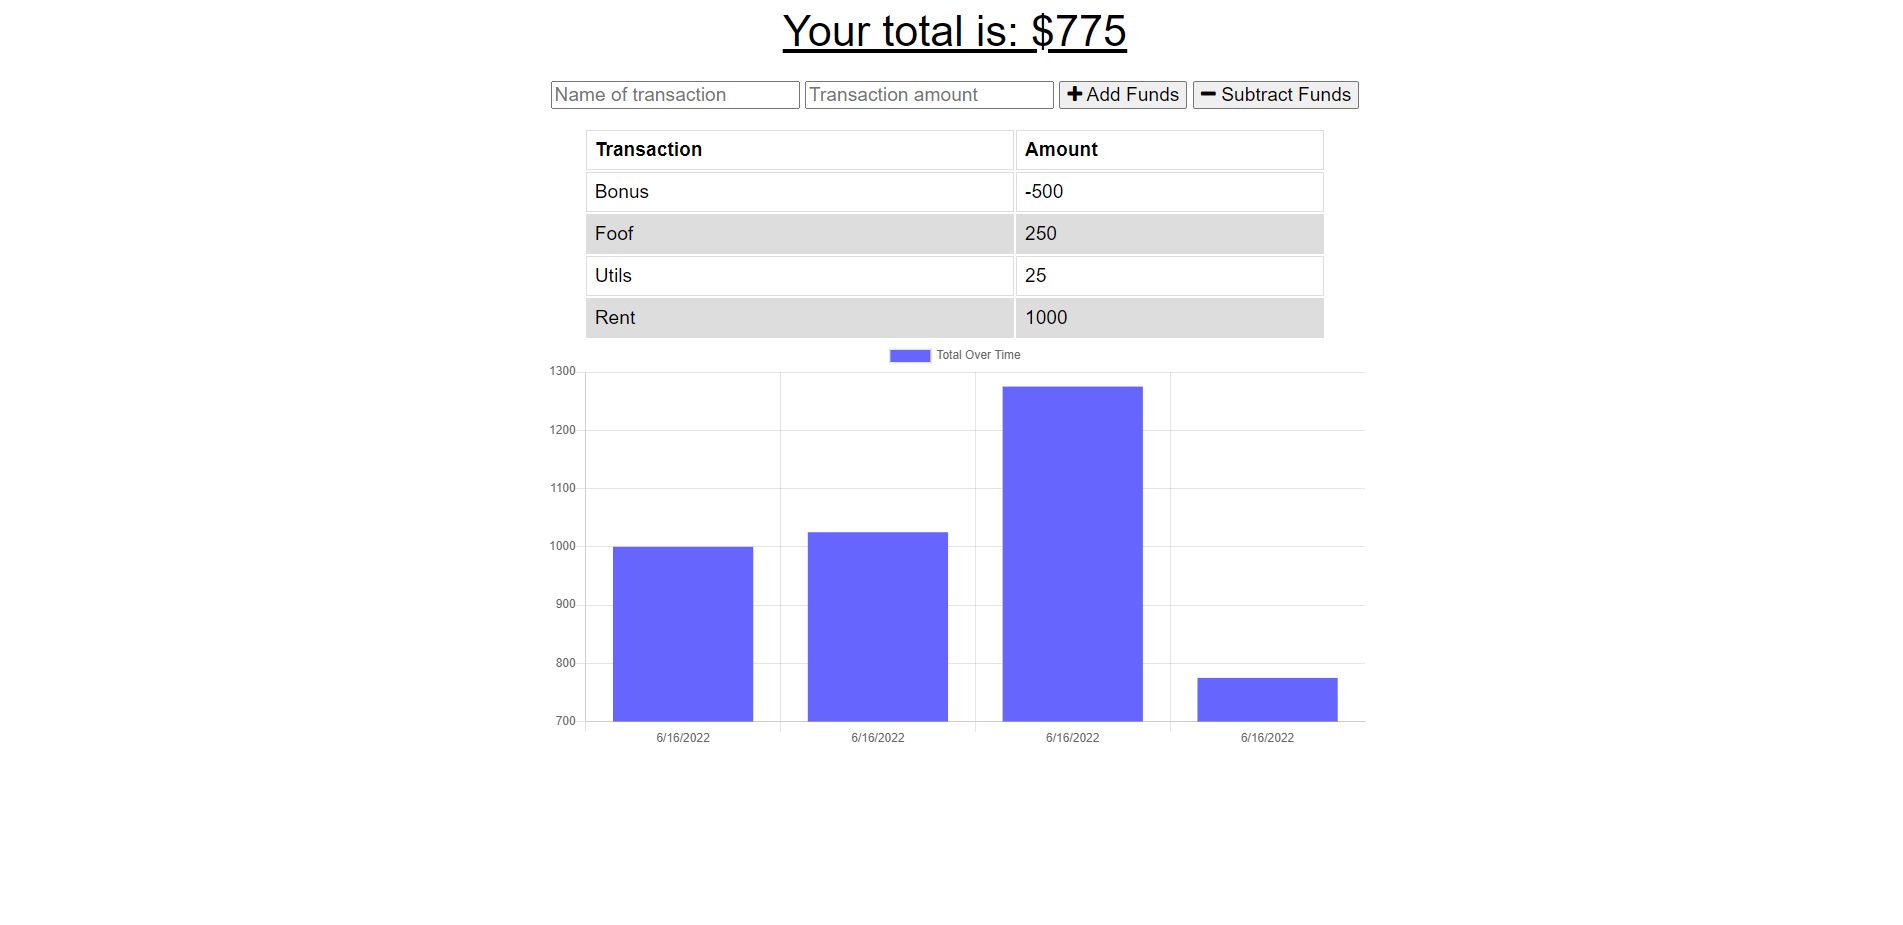 Your total is: $775
Name of transaction Transaction amount Add Funds Subtract Funds
Transaction Amount
Bonus -500
Foof 250
Utils 25
Rent 1000
Total Over Time
1300
1200
1100
1000
900
800
700
6/16/2022 6/16/2022 6/16/2022 6/16/2022